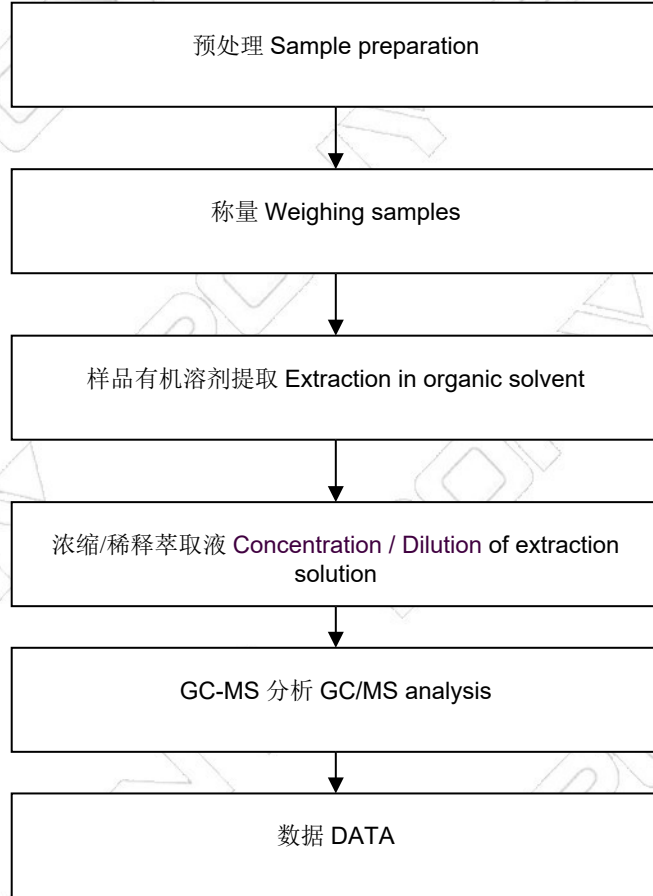 预处理 Sample preparation
称量 Weighing samples
样品有机溶剂提取 Extraction in organic solvent
浓缩/稀释萃取液 Concentration / Dilution of extraction
solution
GC-MS 分析 GC/MS analysis
数据 DATA